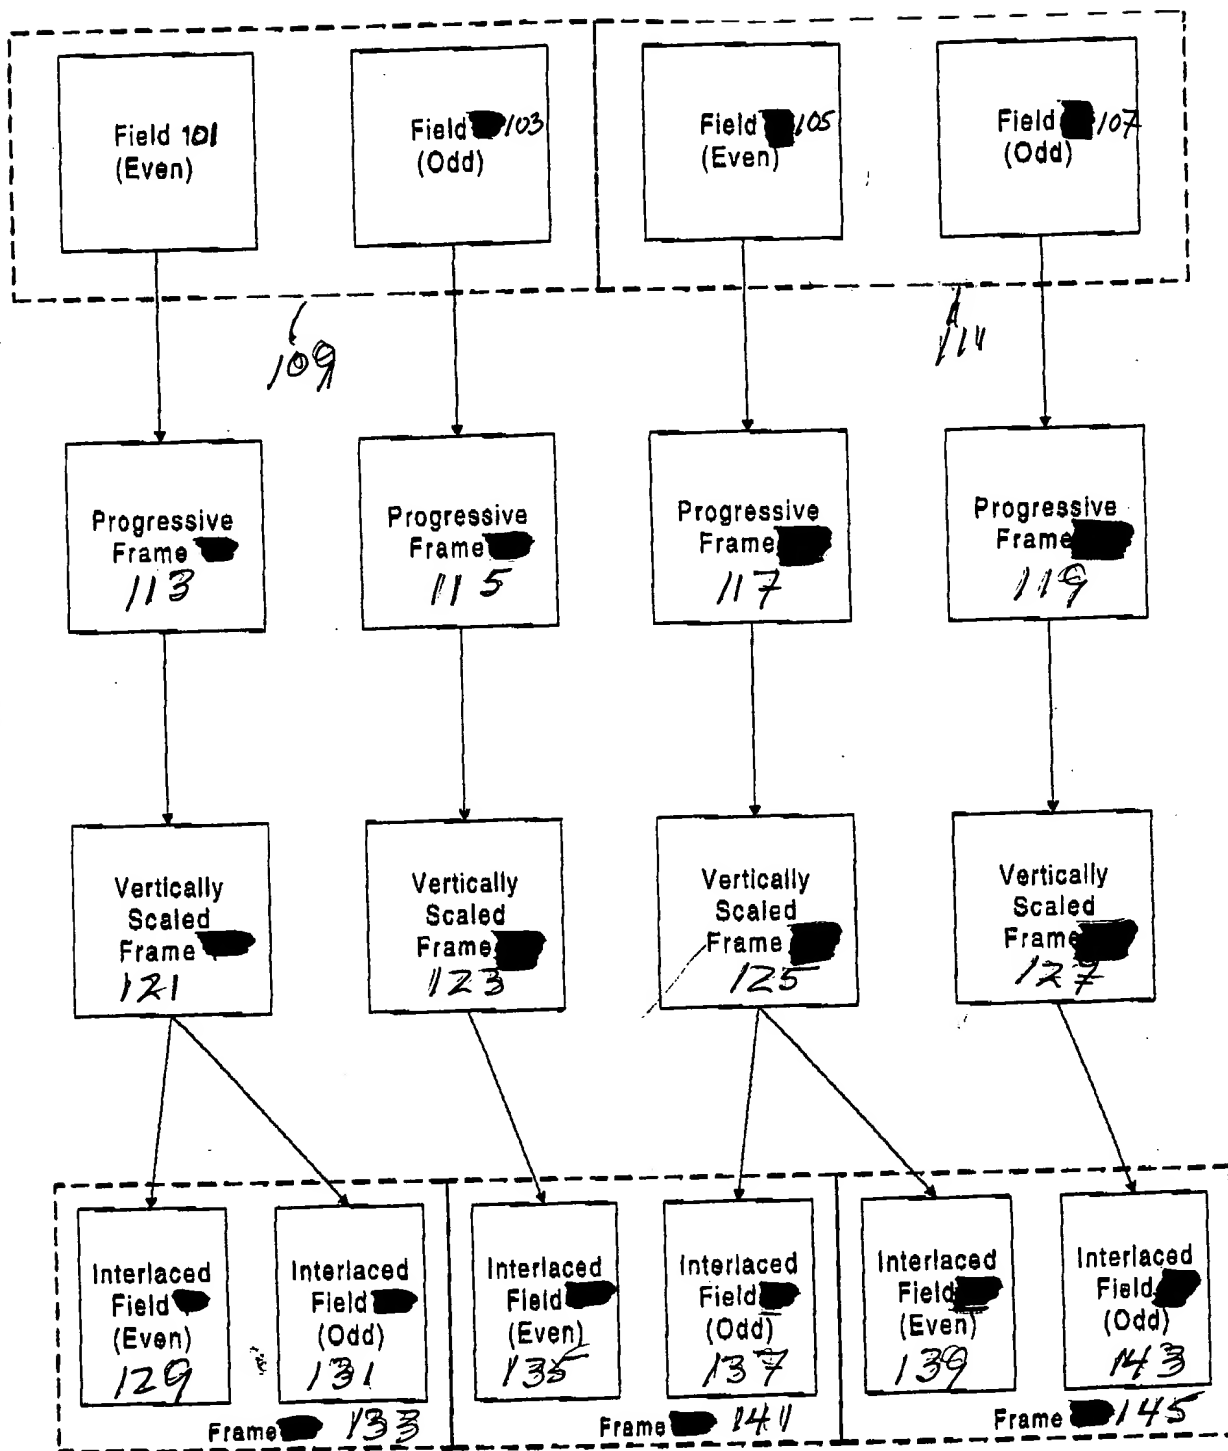 Field 101
(Even)
Field 103
(Odd)
Field 105
(Even)
Field 107
(Odd)
109
111
Progressive
Frame
113
Progressive
Frame
115
Progressive
Frame
117
Progressive
Frame
119
Vertically
Scaled
Frame
121
Vertically
Scaled
Frame
123
Vertically
Scaled
Frame
125
Vertically
Scaled
Frame
127
Interlaced
Field
(Even)
129
Interlaced
Field
(Odd)
131
Interlaced
Field
(Even)
135
Interlaced
Field
(Odd)
137
Interlaced
Field
(Even)
139
Interlaced
Field
(Odd)
143
Frame 133
Frame 141
Frame 145